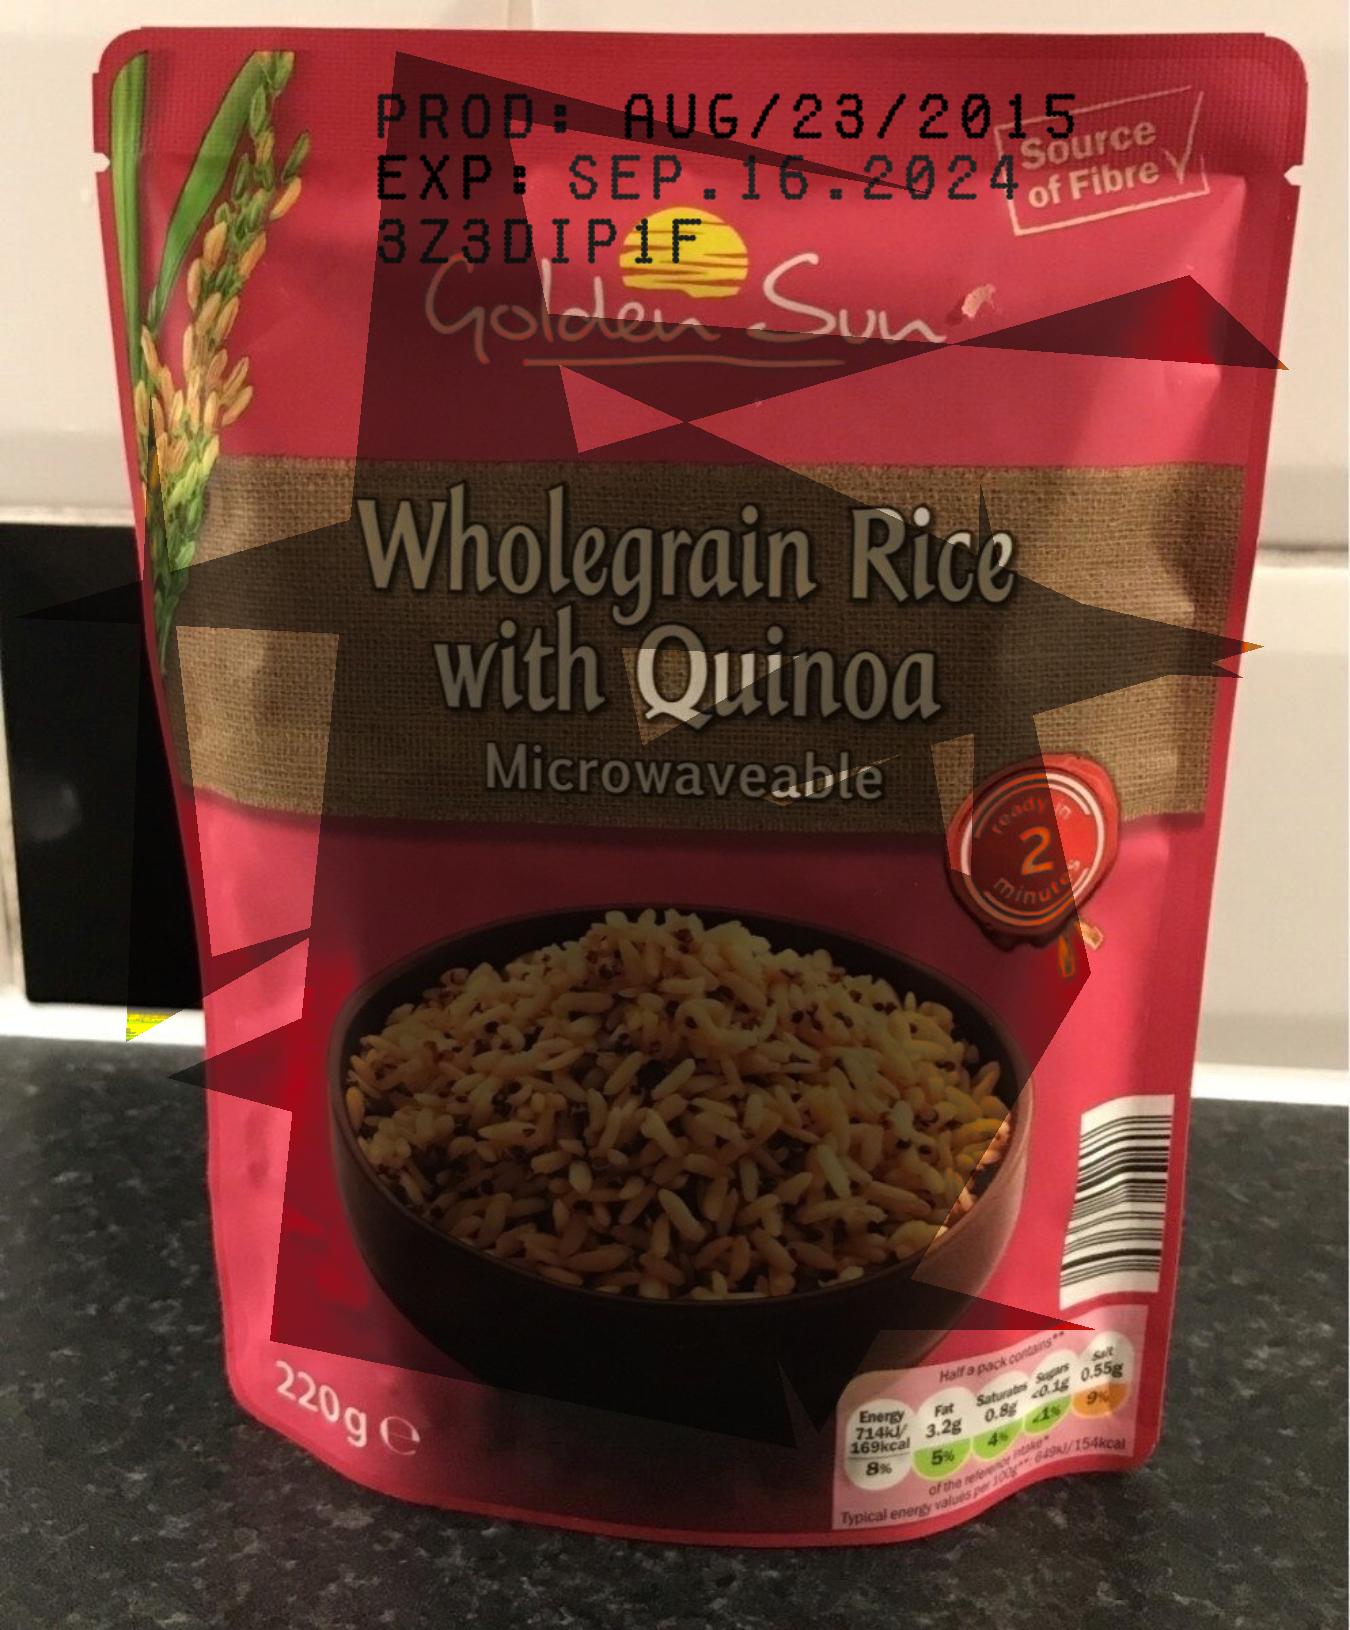 PROD: AUG/23/2015
EXP: SEP.16.2024
3Z3DIP1F
Source
of Fibre
Golden Sun
Wholegrain Rice
with Quinoa
Microwaveable
ready in
2
minutes
220g ℮
Half a pack contains**
Energy
714kJ/
169kcal
8%
Fat
3.2g
5%
Saturates
0.8g
4%
Sugars
<0.1g
<1%
Salt
0.55g
9%
of the reference intake*
Typical energy values per 100g**: 649kJ/154kcal